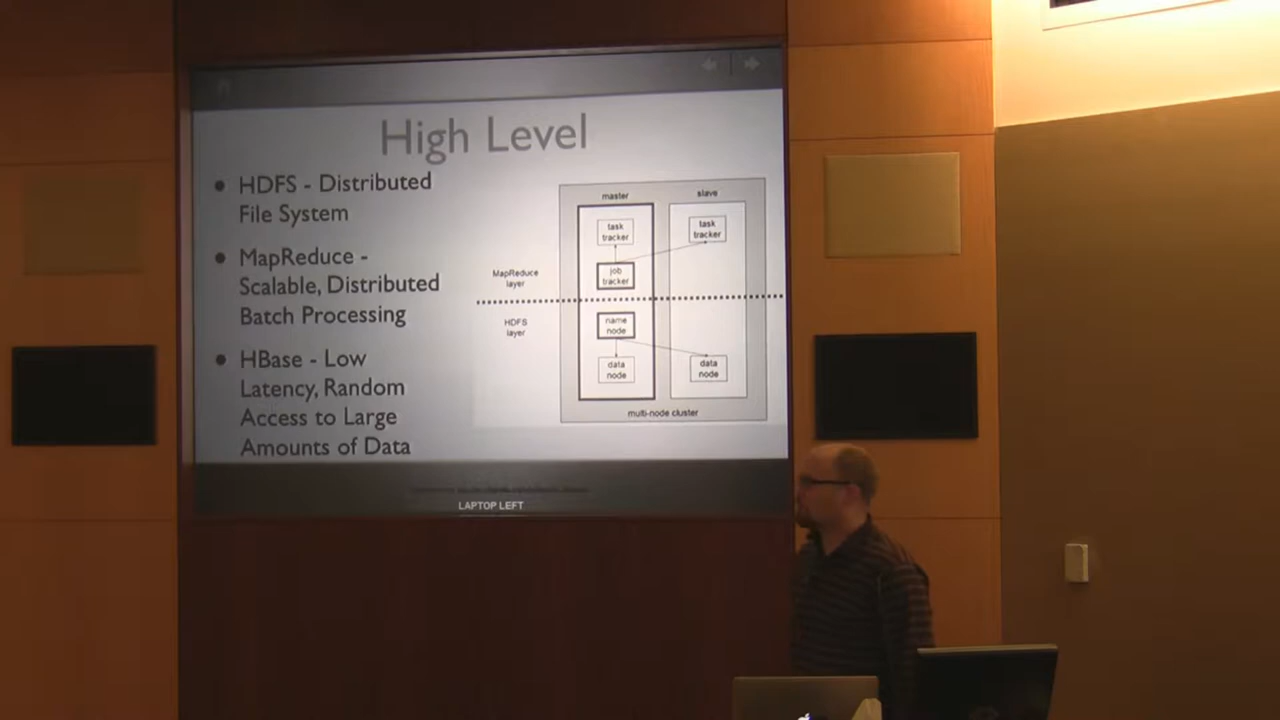 High Level
• HDFS - Distributed
File System
• MapReduce -
Scalable, Distributed
Batch Processing
• HBase - Low
Latency, Random
Access to Large
Amounts of Data
master
slave
task
tracker
task
tracker
job
tracker
MapReduce
layer
HDFS
layer
name
node
data
node
data
node
multi-node cluster
LAPTOP LEFT